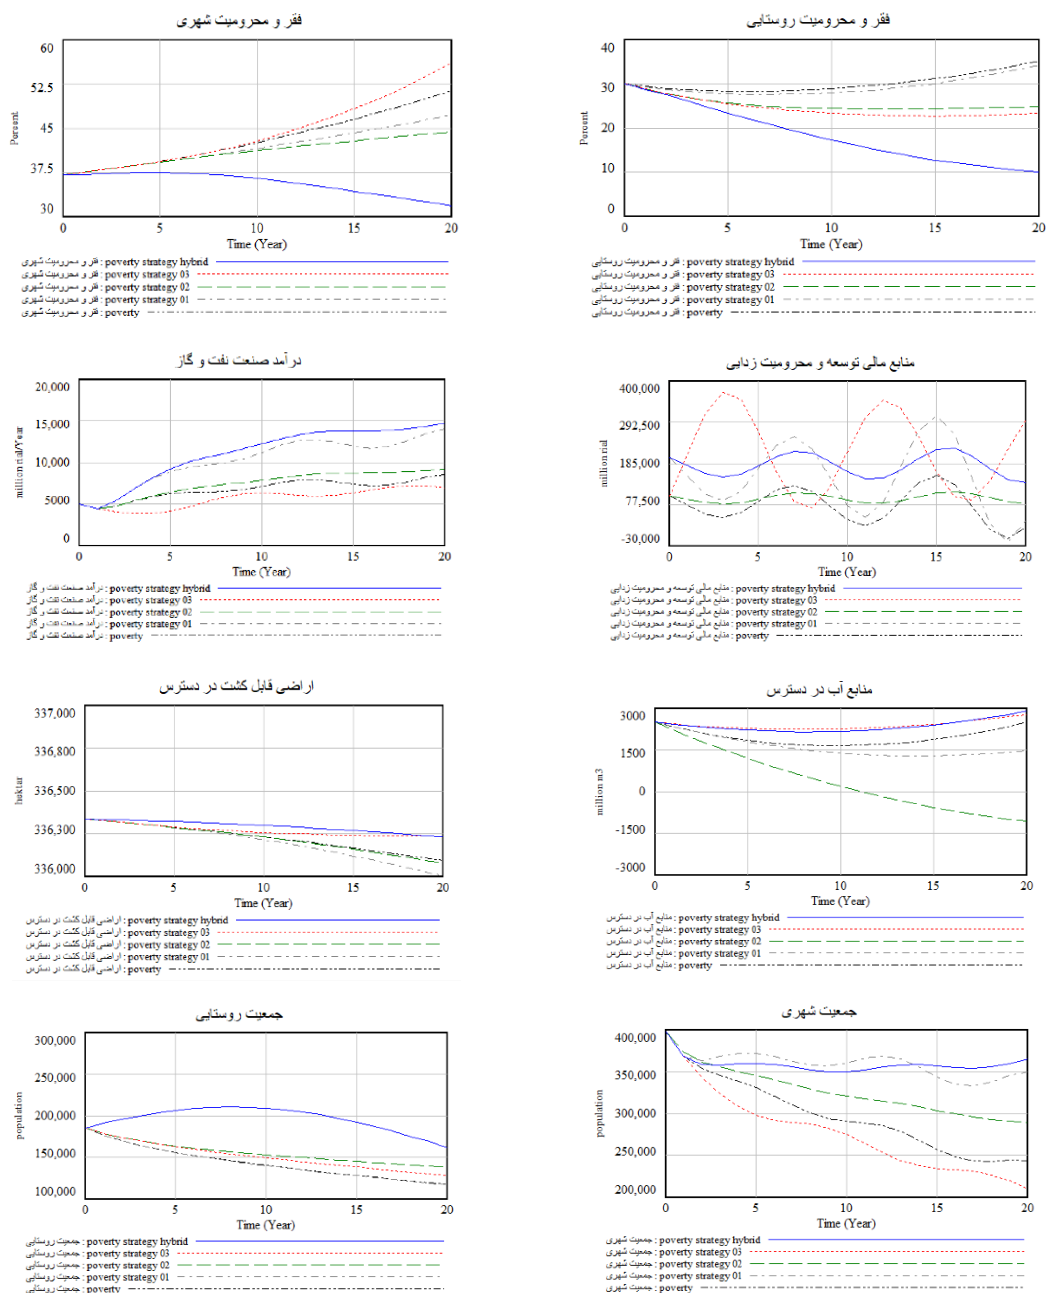 فقر و محرومیت شهری
60
52.5
45
37.5
30
Percent
0 5 10 15 20
Time (Year)
فقر و محرومیت شهری : poverty strategy hybrid
فقر و محرومیت شهری : poverty strategy 03
فقر و محرومیت شهری : poverty strategy 02
فقر و محرومیت شهری : poverty strategy 01
فقر و محرومیت شهری : poverty
فقر و محرومیت روستایی
40
30
20
10
0
Percent
0 5 10 15 20
Time (Year)
فقر و محرومیت روستایی : poverty strategy hybrid
فقر و محرومیت روستایی : poverty strategy 03
فقر و محرومیت روستایی : poverty strategy 02
فقر و محرومیت روستایی : poverty strategy 01
فقر و محرومیت روستایی : poverty
درآمد صنعت نفت و گاز
20,000
15,000
10,000
5000
0
million rial/Year
0 5 10 15 20
Time (Year)
درآمد صنعت نفت و گاز : poverty strategy hybrid
درآمد صنعت نفت و گاز : poverty strategy 03
درآمد صنعت نفت و گاز : poverty strategy 02
درآمد صنعت نفت و گاز : poverty strategy 01
درآمد صنعت نفت و گاز : poverty
منابع مالی توسعه و محرومیت زدایی
400,000
292,500
185,000
77,500
-30,000
million rial
0 5 10 15 20
Time (Year)
منابع مالی توسعه و محرومیت زدایی : poverty strategy hybrid
منابع مالی توسعه و محرومیت زدایی : poverty strategy 03
منابع مالی توسعه و محرومیت زدایی : poverty strategy 02
منابع مالی توسعه و محرومیت زدایی : poverty strategy 01
منابع مالی توسعه و محرومیت زدایی : poverty
اراضی قابل کشت در دسترس
337,000
336,800
336,500
336,300
336,000
hektar
0 5 10 15 20
Time (Year)
اراضی قابل کشت در دسترس : poverty strategy hybrid
اراضی قابل کشت در دسترس : poverty strategy 03
اراضی قابل کشت در دسترس : poverty strategy 02
اراضی قابل کشت در دسترس : poverty strategy 01
اراضی قابل کشت در دسترس : poverty
منابع آب در دسترس
3000
1500
0
-1500
-3000
million m3
0 5 10 15 20
Time (Year)
منابع آب در دسترس : poverty strategy hybrid
منابع آب در دسترس : poverty strategy 03
منابع آب در دسترس : poverty strategy 02
منابع آب در دسترس : poverty strategy 01
منابع آب در دسترس : poverty
جمعیت روستایی
300,000
250,000
200,000
150,000
100,000
population
0 5 10 15 20
Time (Year)
جمعیت روستایی : poverty strategy hybrid
جمعیت روستایی : poverty strategy 03
جمعیت روستایی : poverty strategy 02
جمعیت روستایی : poverty strategy 01
جمعیت روستایی : poverty
جمعیت شهری
400,000
350,000
300,000
250,000
200,000
population
0 5 10 15 20
Time (Year)
جمعیت شهری : poverty strategy hybrid
جمعیت شهری : poverty strategy 03
جمعیت شهری : poverty strategy 02
جمعیت شهری : poverty strategy 01
جمعیت شهری : poverty